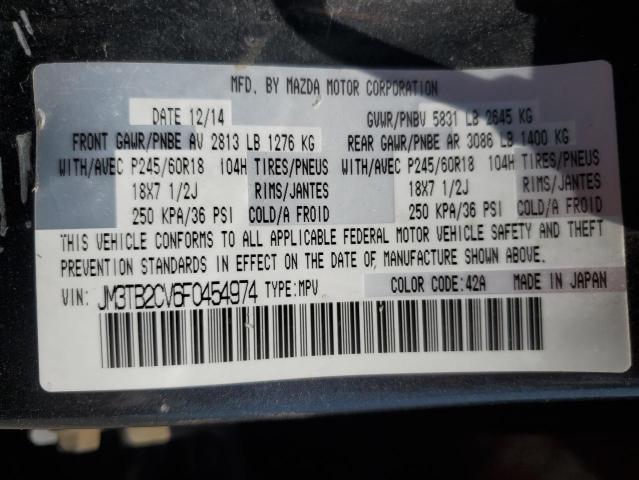 MFD. BY MAZDA MOTOR CORPORATION
DATE 12/14 GVWR/PNBV 5831 LB 2645 KG
FRONT GAWR/PNBE AV 2813 LB 1276 KG REAR GAWR/PNBE AR 3086 LB 1400 KG
WITH/AVEC P245/60R18 104H TIRES/PNEUS WITH/AVEC P245/60R18 104H TIRES/PNEUS
18X7 1/2J RIMS/JANTES 18X7 1/2J RIMS/JANTES
250 KPA/36 PSI COLD/A FROID 250 KPA/36 PSI COLD/A FROID
THIS VEHICLE CONFORMS TO ALL APPLICABLE FEDERAL MOTOR VEHICLE SAFETY AND THEFT
PREVENTION STANDARDS IN EFFECT ON THE DATE OF MANUFACTURE SHOWN ABOVE.
VIN: JM3TB2CV6F0454974 TYPE:MPV COLOR CODE:42A MADE IN JAPAN